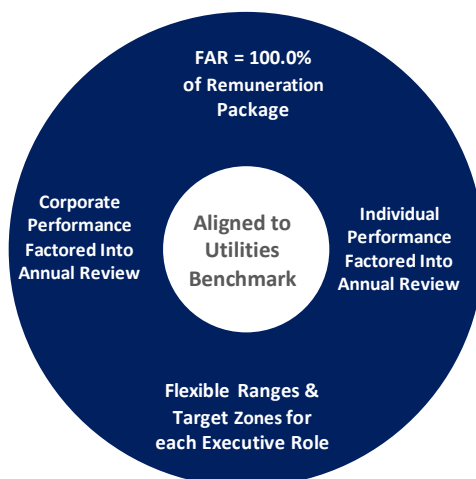 FAR = 100.0%
of Remuneration
Package
Corporate
Performance
Factored Into
Annual Review
Aligned to
Utilities
Benchmark
Individual
Performance
Factored Into
Annual Review
Flexible Ranges &
Target Zones for
each Executive Role